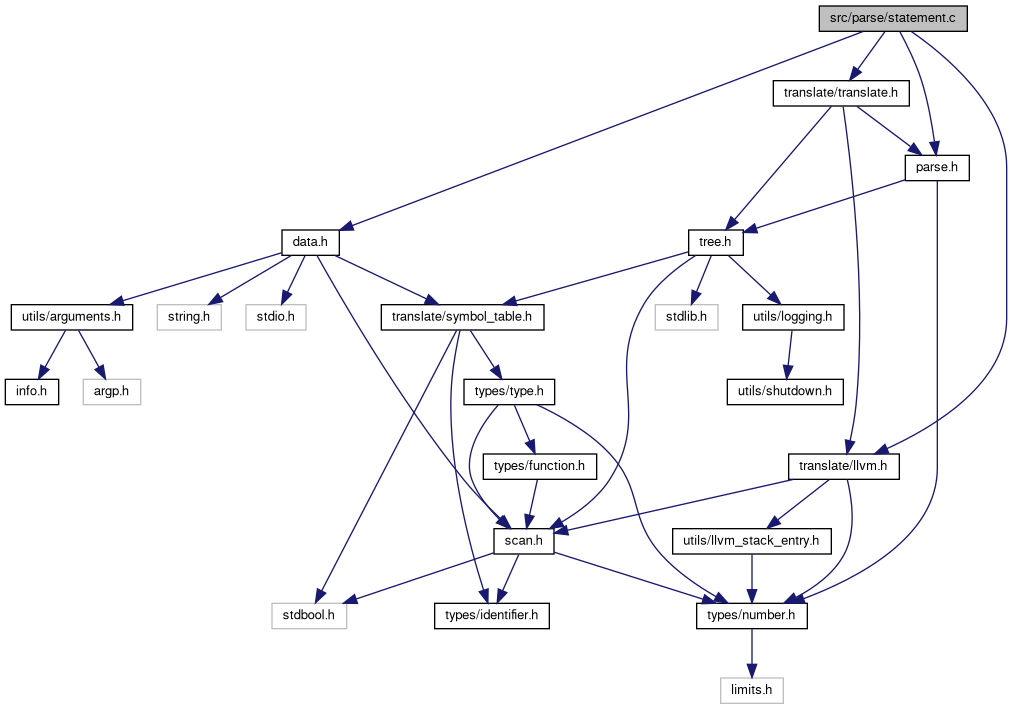 src/parse/statement.c
translate/translate.h
parse.h
data.h
tree.h
utils/arguments.h
string.h
stdio.h
translate/symbol_table.h
stdlib.h
utils/logging.h
info.h
argp.h
types/type.h
utils/shutdown.h
types/function.h
translate/llvm.h
scan.h
utils/llvm_stack_entry.h
stdbool.h
types/identifier.h
types/number.h
limits.h